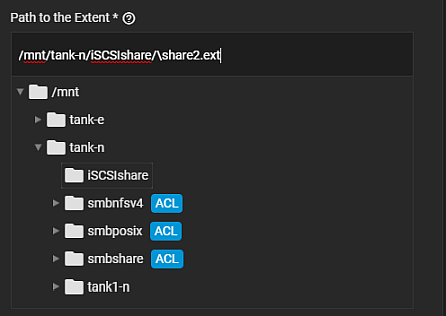 Path to the Extent * ?
/mnt/tank-n/iSCSIshare/\share2.ext
/mnt
tank-e
tank-n
iSCSIshare
smbnfsv4 ACL
smbposix ACL
smbshare ACL
tank1-n